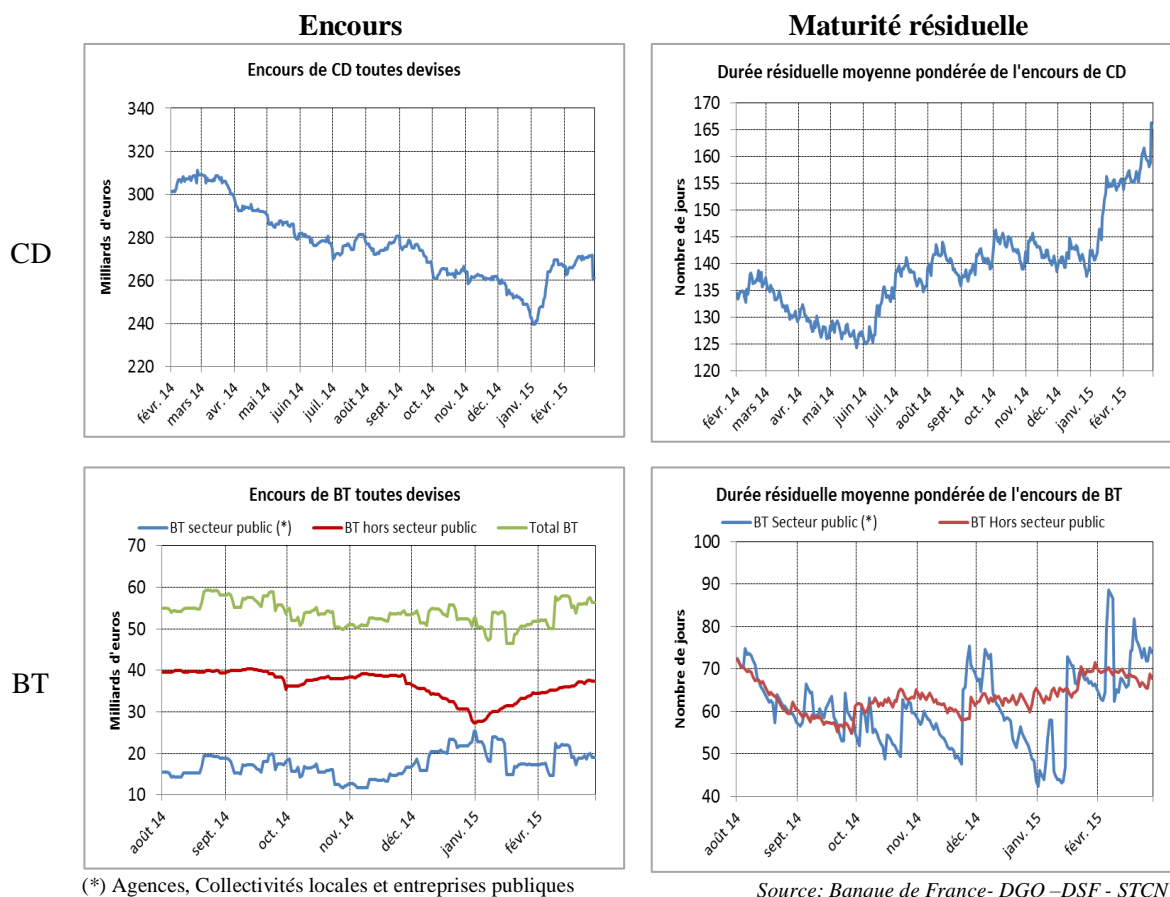 Encours
Maturité résiduelle
CD
Encours de CD toutes devises
Milliards d'euros
340
320
300
280
260
240
220
févr. 14
mars 14
avr. 14
mai 14
juin 14
juil. 14
août 14
sept. 14
oct. 14
nov. 14
déc. 14
janv. 15
févr. 15
Durée résiduelle moyenne pondérée de l'encours de CD
Nombre de jours
170
165
160
155
150
145
140
135
130
125
120
févr. 14
mars 14
avr. 14
mai 14
juin 14
juil. 14
août 14
sept. 14
oct. 14
nov. 14
déc. 14
janv. 15
févr. 15
BT
Encours de BT toutes devises
BT secteur public (*)
BT hors secteur public
Total BT
Milliards d'euros
70
60
50
40
30
20
10
août 14
sept. 14
oct. 14
nov. 14
déc. 14
janv. 15
févr. 15
Durée résiduelle moyenne pondérée de l'encours de BT
BT Secteur public (*)
BT Hors secteur public
Nombre de jours
100
90
80
70
60
50
40
août 14
sept. 14
oct. 14
nov. 14
déc. 14
janv. 15
févr. 15
(*) Agences, Collectivités locales et entreprises publiques
Source: Banque de France- DGO –DSF - STCN